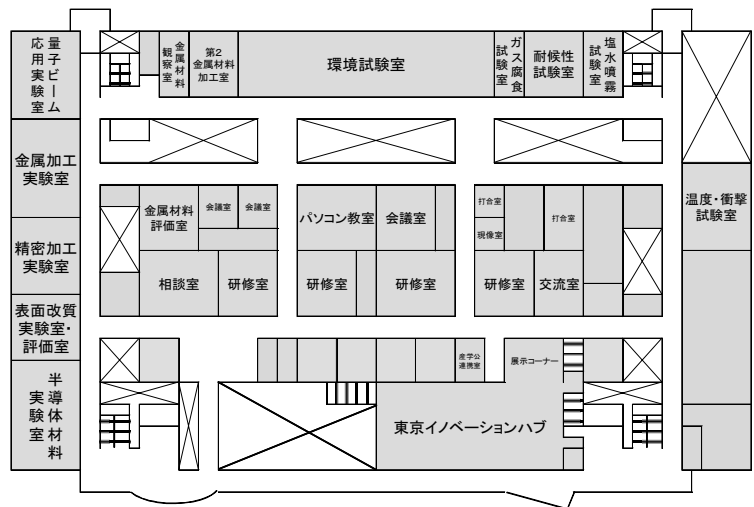 量子ビーム
応用実験室
金属材料
観察室
第2
金属材料
加工室
環境試験室
ガス腐食
試験室
耐候性
試験室
塩水噴霧
試験室
金属加工
実験室
精密加工
実験室
表面改質
実験室・
評価室
半導体材料
実験室
金属材料
評価室
会議室
会議室
相談室
研修室
パソコン教室
会議室
研修室
研修室
打合室
現像室
打合室
研修室
交流室
温度・衝撃
試験室
産学公
連携室
展示コーナー
東京イノベーションハブ